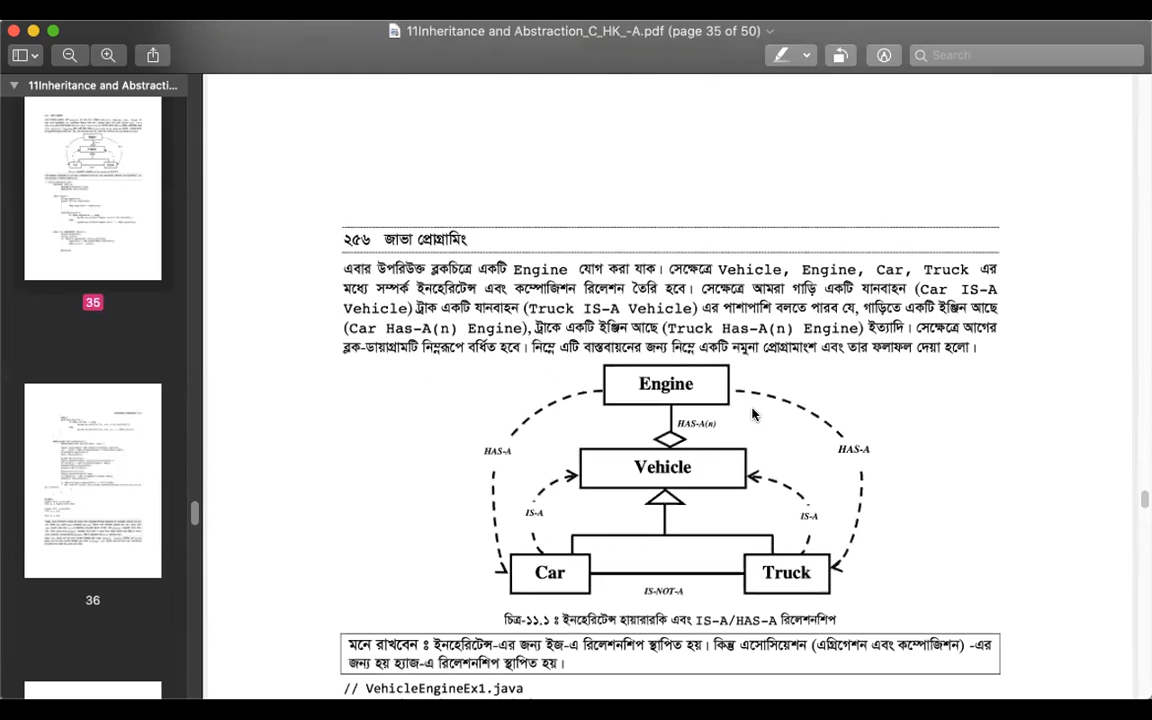 11Inheritance and Abstraction_C_HK_-A.pdf (page 35 of 50)
Search
11Inheritance and Abstracti...
35
36
২৫৬ জাভা প্রোগ্রামিং
এবার উপরিউক্ত ব্লকচিত্রে একটি Engine যোগ করা যাক। সেক্ষেত্রে Vehicle, Engine, Car, Truck এর
মধ্যে সম্পর্ক ইনহেরিটেন্স এবং কম্পোজিশন রিলেশন তৈরি হবে। সেক্ষেত্রে আমরা গাড়ি একটি যানবাহন (Car IS-A
Vehicle) ট্রাক একটি যানবাহন (Truck IS-A Vehicle) এর পাশাপাশি বলতে পারব যে, গাড়িতে একটি ইঞ্জিন আছে
(Car Has-A(n) Engine), ট্রাকে একটি ইঞ্জিন আছে (Truck Has-A(n) Engine) ইত্যাদি। সেক্ষেত্রে আগের
ব্লক-ডায়াগ্রামটি নিম্নরূপে বর্ধিত হবে। নিম্নে এটি বাস্তবায়নের জন্য নিম্নে একটি নমুনা প্রোগ্রামাংশ এবং তার ফলাফল দেয়া হলো।
Engine
HAS-A(n)
HAS-A
HAS-A
Vehicle
IS-A
IS-A
Car
Truck
IS-NOT-A
চিত্র-১১.১ ঃ ইনহেরিটেন্স হায়ারারকি এবং IS-A/HAS-A রিলেশনশিপ
মনে রাখবেন ঃ ইনহেরিটেন্স-এর জন্য ইজ-এ রিলেশনশিপ স্থাপিত হয়। কিন্তু এসোসিয়েশন (এগ্রিগেশন এবং কম্পোজিশন) -এর
জন্য হয় হ্যাজ-এ রিলেশনশিপ স্থাপিত হয়।
// VehicleEngineEx1.java